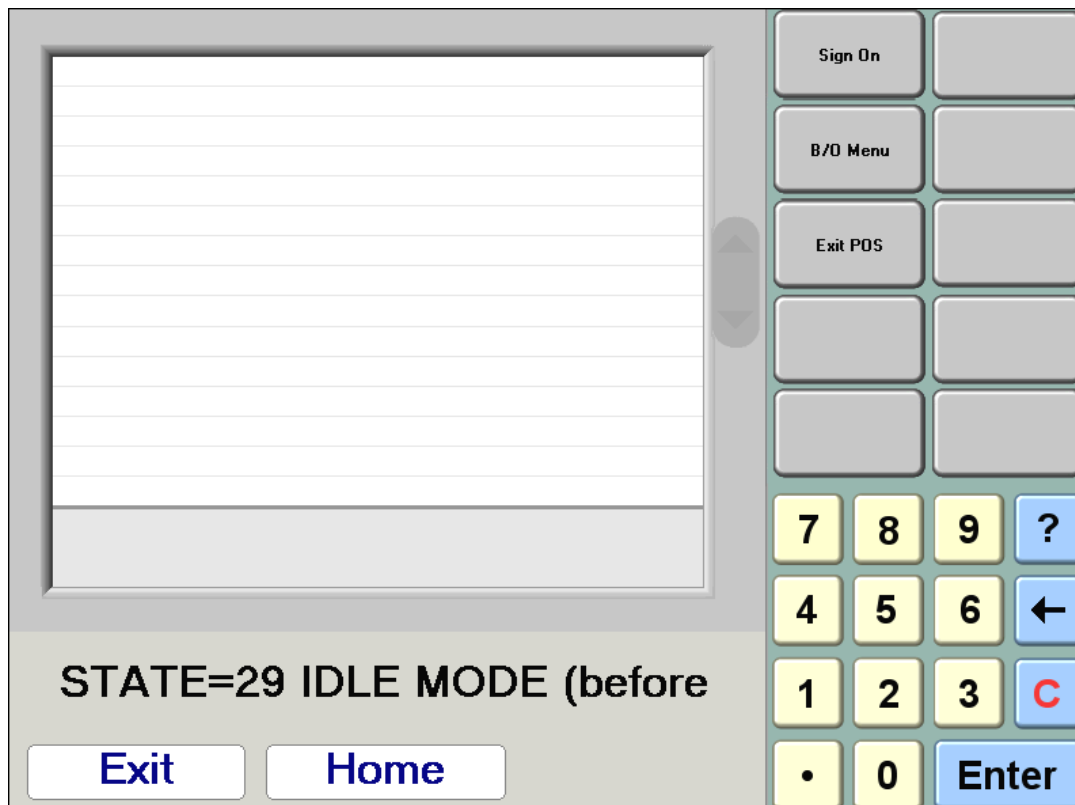 Sign On
B/O Menu
Exit POS
7 8 9 ?
4 5 6 ←
1 2 3 C
. 0 Enter
STATE=29 IDLE MODE (before
Exit Home